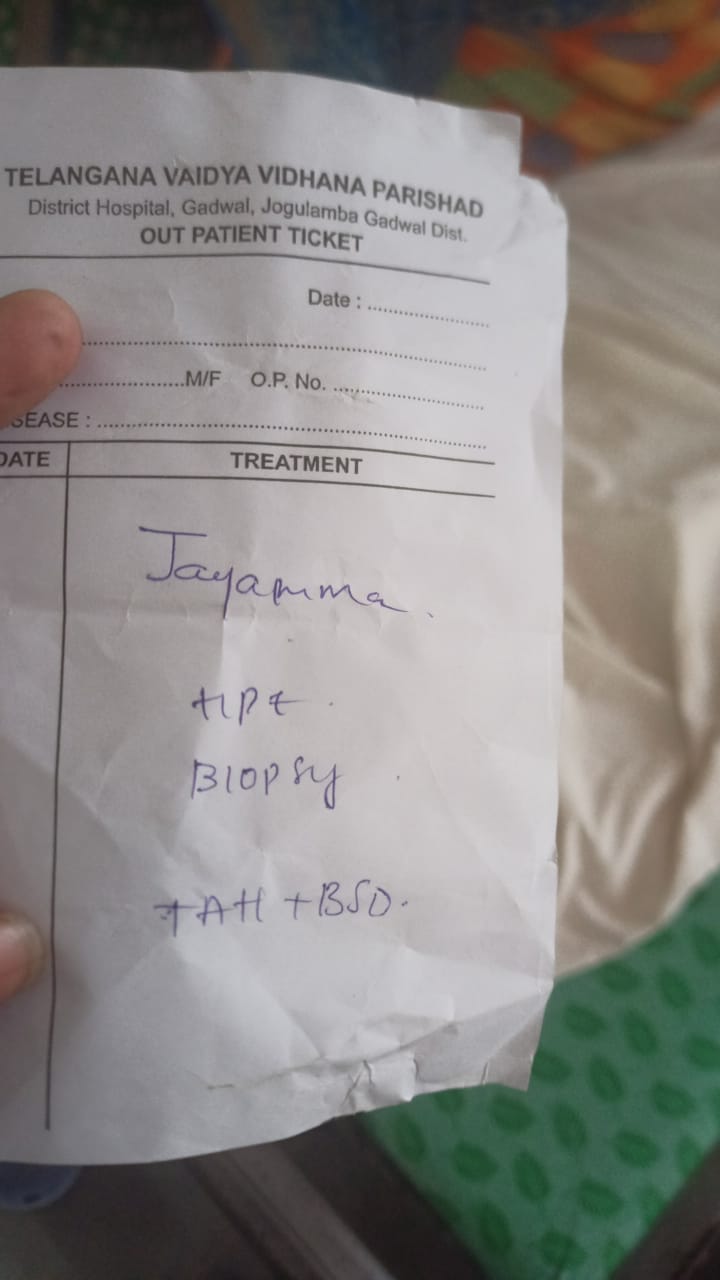 TELANGANA VAIDYA VIDHANA PARISHAD
District Hospital, Gadwal, Jogulamba Gadwal Dist.
OUT PATIENT TICKET
Date : ....................
....................M/F O.P. No. ....................
SEASE : ....................
DATE TREATMENT
Jayamma.
HPE.
BIOPSy
TAH + BSO.